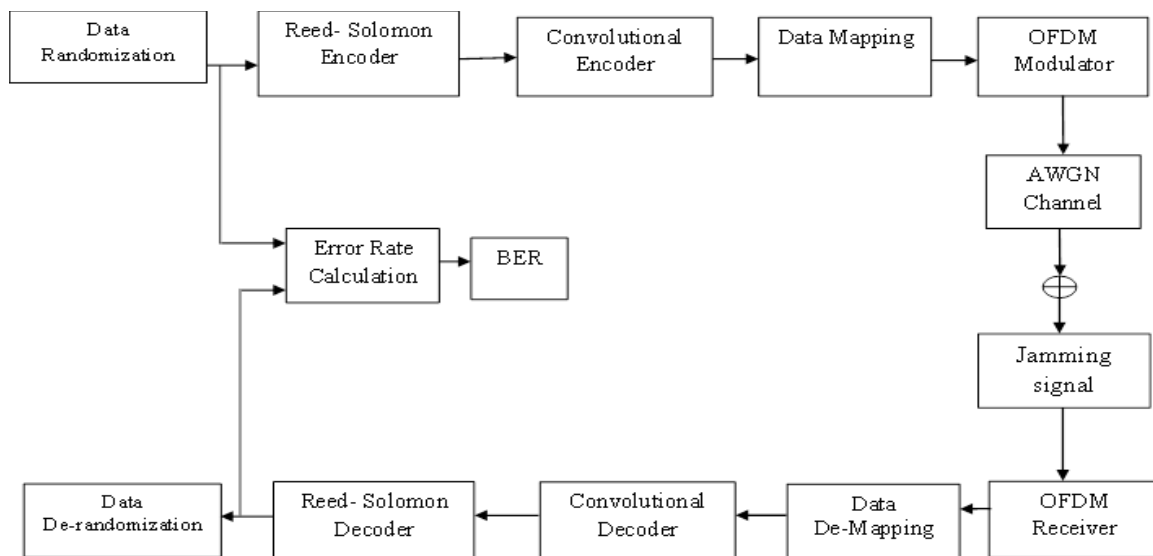 Data
Randomization
Reed- Solomon
Encoder
Convolutional
Encoder
Data Mapping
OFDM
Modulator
AWGN
Channel
Error Rate
Calculation
BER
Jamming
signal
Data
De-randomization
Reed- Solomon
Decoder
Convolutional
Decoder
Data
De-Mapping
OFDM
Receiver